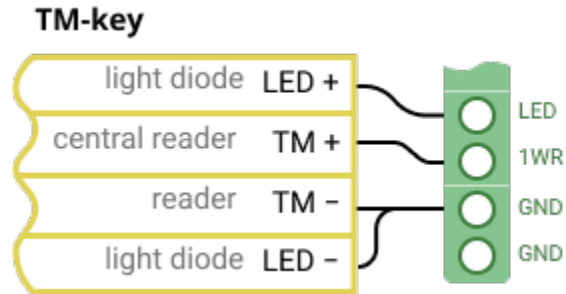 TM-key
light diode LED +
LED
central reader TM +
1WR
reader TM −
GND
light diode LED −
GND